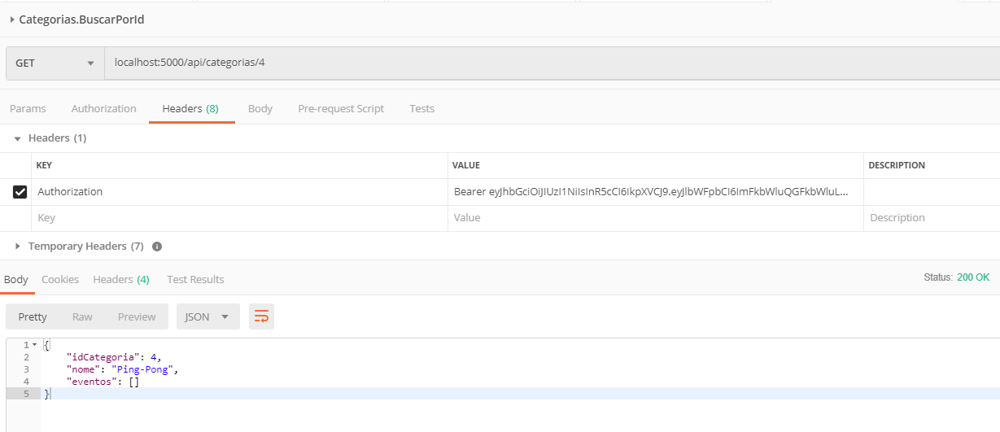 Categorias.BuscarPorId
GET localhost:5000/api/categorias/4
Params Authorization Headers (8) Body Pre-request Script Tests
Headers (1)
KEY VALUE DESCRIPTION
Authorization Bearer eyJhbGciOiJIUzI1NiIsInR5cCI6IkpXVCJ9.eyJlbWFpbCI6ImFkbWluQGFkbWluL...
Key Value Description
Temporary Headers (7)
Body Cookies Headers (4) Test Results Status: 200 OK
Pretty Raw Preview JSON
1 {
2 "idCategoria": 4,
3 "nome": "Ping-Pong",
4 "eventos": []
5 }